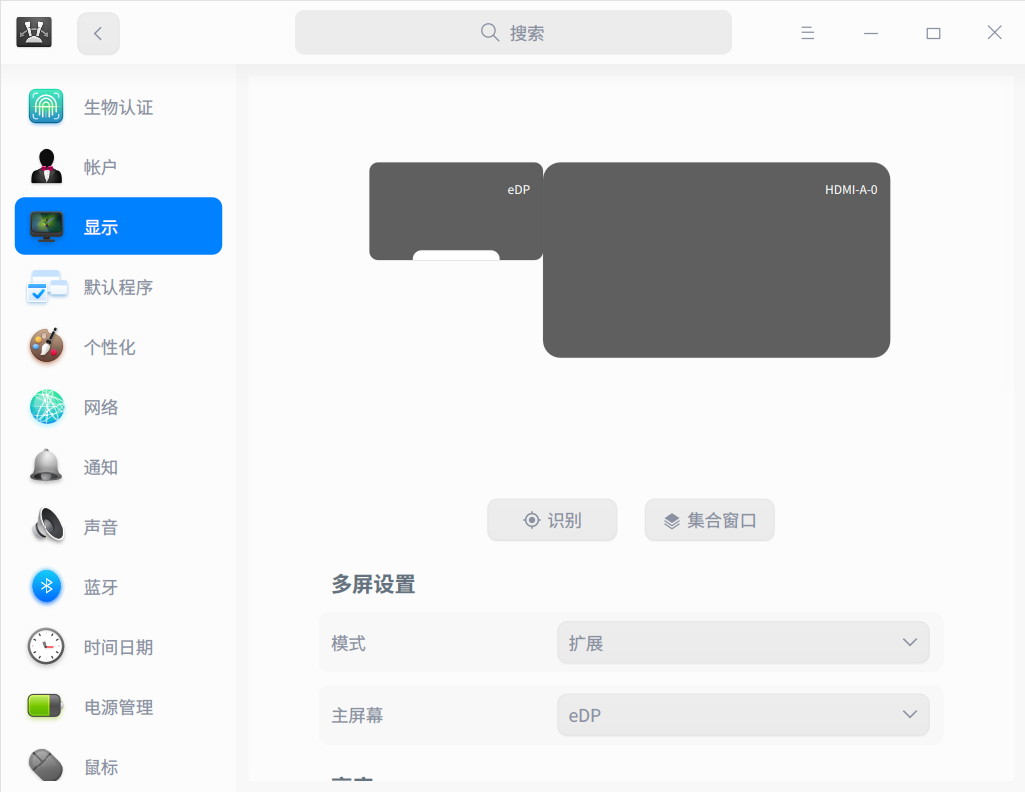 搜索
生物认证
帐户
显示
默认程序
个性化
网络
通知
声音
蓝牙
时间日期
电源管理
鼠标
eDP
HDMI-A-0
识别
集合窗口
多屏设置
模式
扩展
主屏幕
eDP